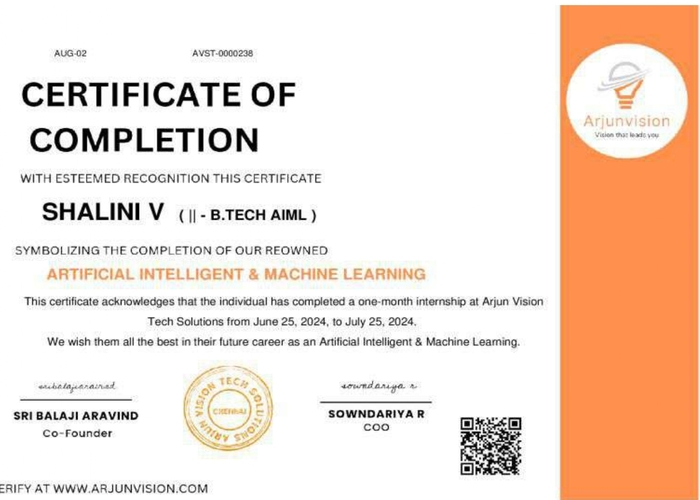 AUG-02 AVST-0000238
Arjunvision
Vision that leads you
CERTIFICATE OF
COMPLETION
WITH ESTEEMED RECOGNITION THIS CERTIFICATE
SHALINI V ( || - B.TECH AIML )
SYMBOLIZING THE COMPLETION OF OUR REOWNED
ARTIFICIAL INTELLIGENT & MACHINE LEARNING
This certificate acknowledges that the individual has completed a one-month internship at Arjun Vision
Tech Solutions from June 25, 2024, to July 25, 2024.
We wish them all the best in their future career as an Artificial Intelligent & Machine Learning.
sribalajiaravind
sowndariya r
ARJUN VISION TECH SOLUTIONS
CHENNAI
SRI BALAJI ARAVIND
Co-Founder
SOWNDARIYA R
COO
ERIFY AT WWW.ARJUNVISION.COM